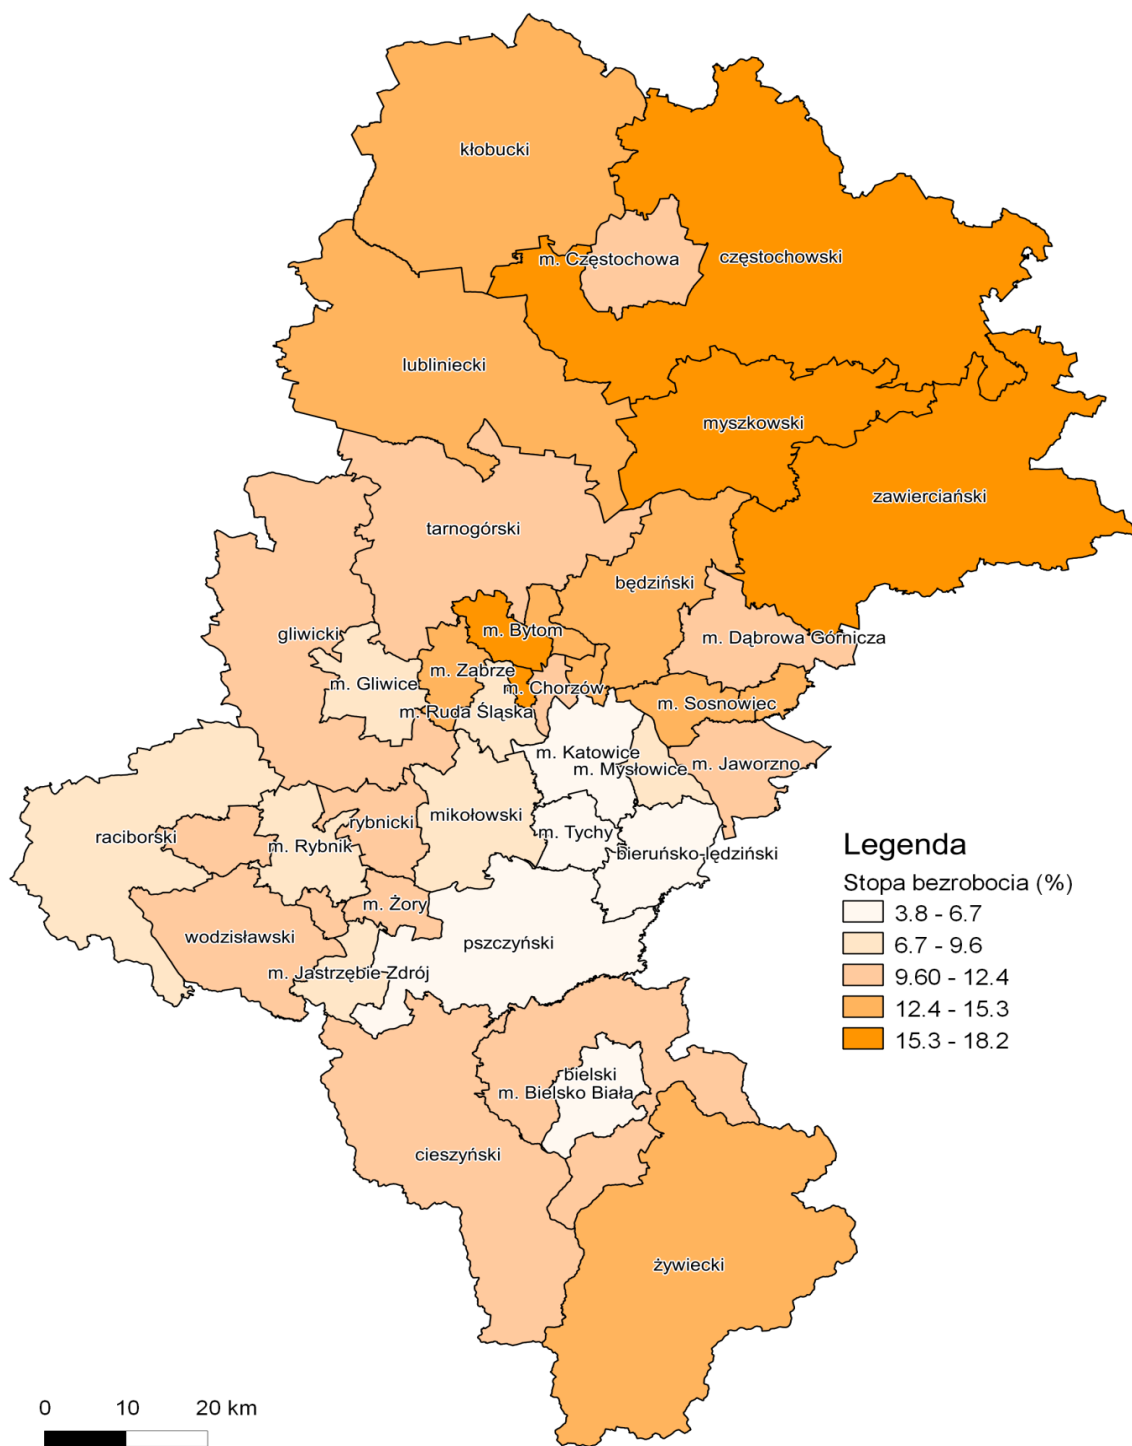 kłobucki
m. Częstochowa
częstochowski
lubliniecki
myszkowski
zawierciański
tarnogórski
będziński
gliwicki
m. Bytom
m. Dąbrowa Górnicza
m. Zabrze
m. Gliwice
m. Chorzów
m. Ruda Śląska
m. Sosnowiec
m. Katowice
m. Mysłowice
m. Jaworzno
mikołowski
rybnicki
raciborski
m. Rybnik
m. Tychy
bieruńsko-lędziński
m. Żory
wodzisławski
pszczyński
m. Jastrzębie Zdrój
bielski
m. Bielsko Biała
cieszyński
żywiecki
Legenda
Stopa bezrobocia (%)
3.8 - 6.7
6.7 - 9.6
9.60 - 12.4
12.4 - 15.3
15.3 - 18.2
0 10 20 km